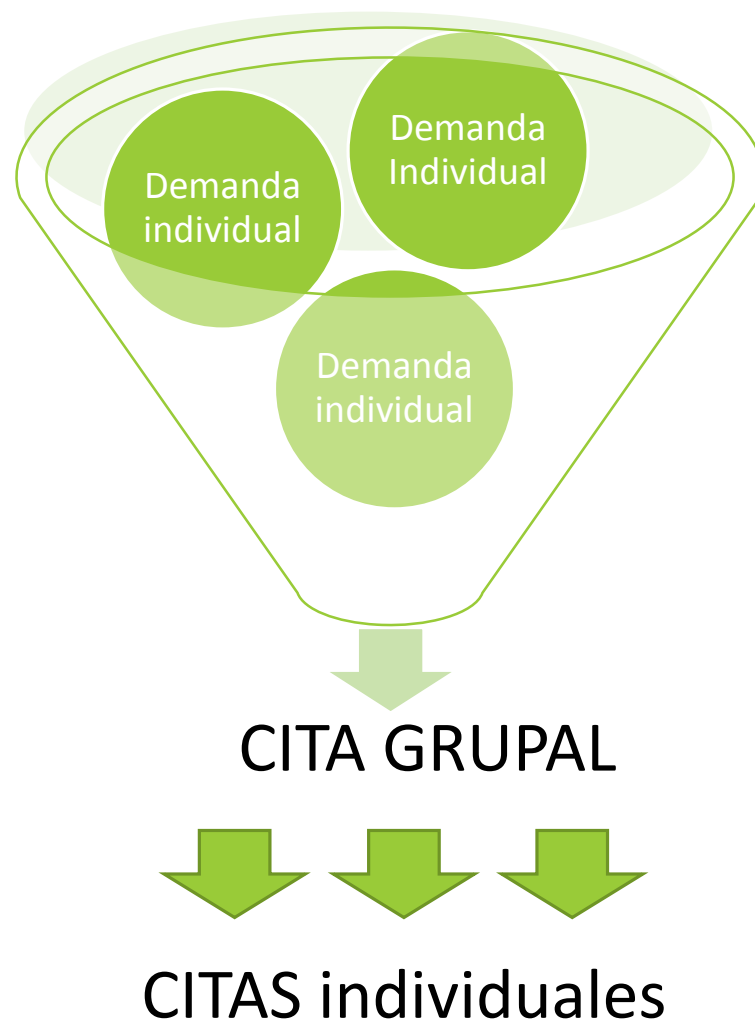 Demanda
Individual
Demanda
individual
Demanda
individual
CITA GRUPAL
CITAS individuales